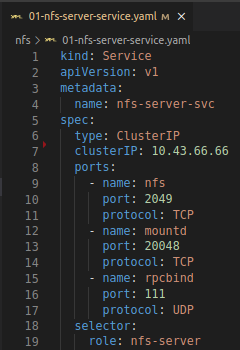 01-nfs-server-service.yaml ×
nfs > 01-nfs-server-service.yaml
1 kind: Service
2 apiVersion: v1
3 metadata:
4   name: nfs-server-svc
5 spec:
6   type: ClusterIP
7   clusterIP: 10.43.66.66
8   ports:
9     - name: nfs
10       port: 2049
11       protocol: TCP
12     - name: mountd
13       port: 20048
14       protocol: TCP
15     - name: rpcbind
16       port: 111
17       protocol: UDP
18   selector:
19     role: nfs-server